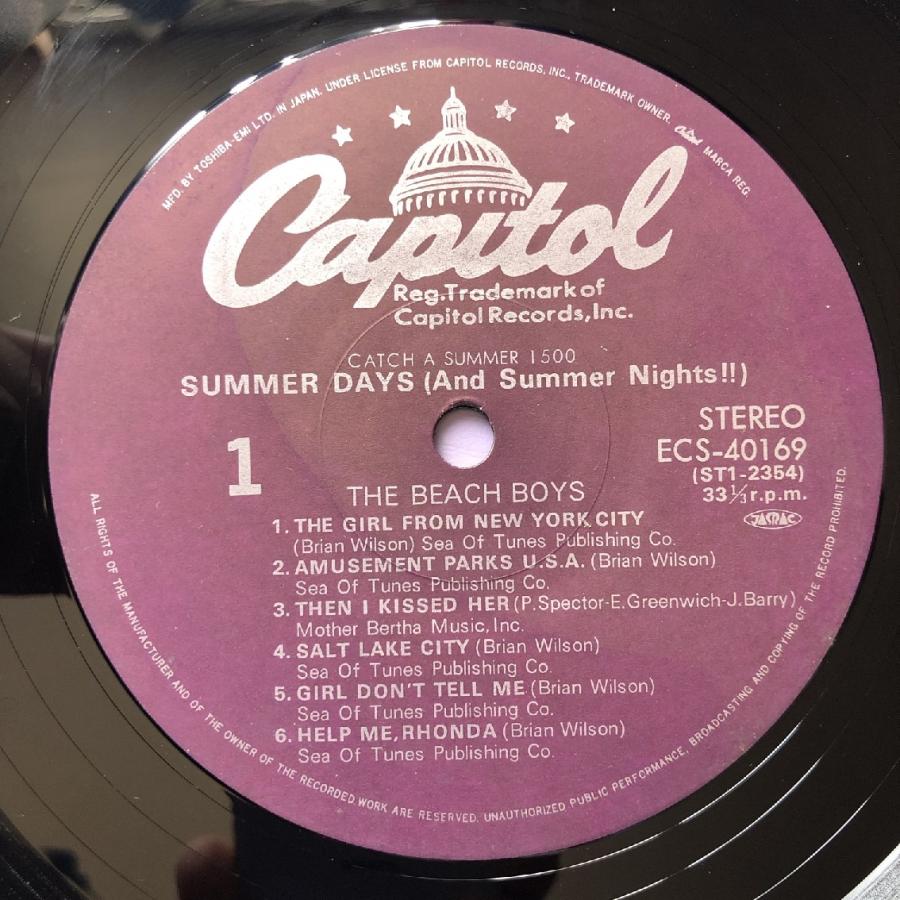 MFD. BY TOSHIBA-EMI LTD. IN JAPAN. UNDER LICENSE FROM CAPITOL RECORDS, INC., TRADEMARK OWNER. Capitol MARCA REG.
Capitol
Reg.Trademark of
Capitol Records,Inc.
CATCH A SUMMER 1500
SUMMER DAYS (And Summer Nights!!)
STEREO
ECS-40169
(ST1-2354)
33⅓r.p.m.
JASRAC
1
THE BEACH BOYS
1. THE GIRL FROM NEW YORK CITY
(Brian Wilson) Sea Of Tunes Publishing Co.
2. AMUSEMENT PARKS U.S.A. (Brian Wilson)
Sea Of Tunes Publishing Co.
3. THEN I KISSED HER (P.Spector-E.Greenwich-J.Barry)
Mother Bertha Music, Inc.
4. SALT LAKE CITY (Brian Wilson)
Sea Of Tunes Publishing Co.
5. GIRL DON'T TELL ME (Brian Wilson)
Sea Of Tunes Publishing Co.
6. HELP ME, RHONDA (Brian Wilson)
Sea Of Tunes Publishing Co.
ALL RIGHTS OF THE MANUFACTURER AND OF THE OWNER OF THE RECORDED WORK ARE RESERVED. UNAUTHORIZED PUBLIC PERFORMANCE, BROADCASTING AND COPYING OF THE RECORD PROHIBITED.